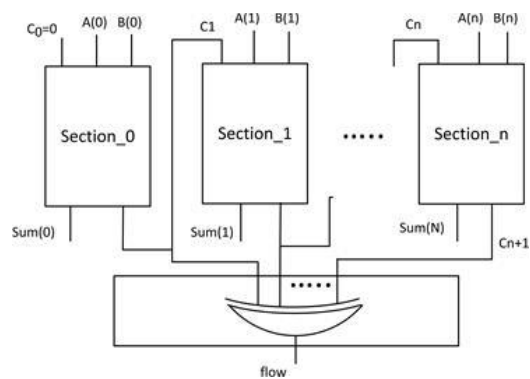 C0=0
A(0)
B(0)
C1
A(1)
B(1)
Cn
A(n)
B(n)
Section_0
Section_1
.....
Section_n
Sum(0)
Sum(1)
Sum(N)
Cn+1
.....
flow